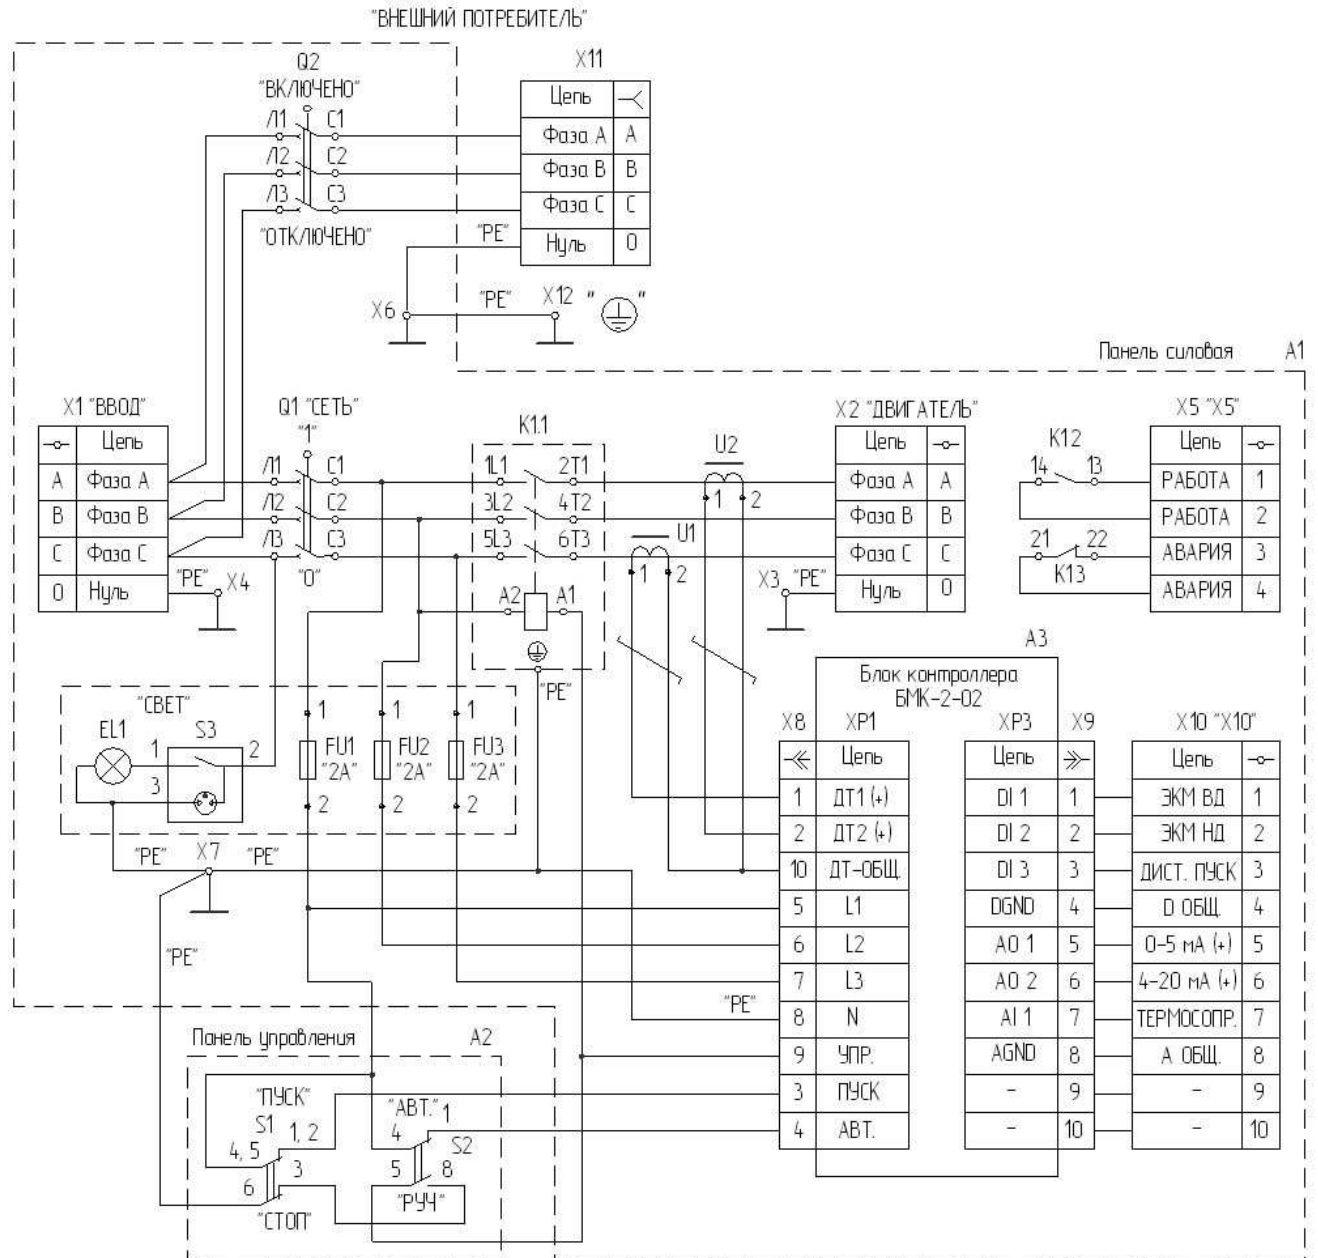 "ВНЕШНИЙ ПОТРЕБИТЕЛЬ"
Q2
"ВКЛЮЧЕНО"
Л1 С1
Л2 С2
Л3 С3
"ОТКЛЮЧЕНО"
X11
Цепь
Фаза А А
Фаза В В
Фаза С С
Нуль 0
"PE"
X6
"PE"
X12 " "
Панель силовая А1
X1 "ВВОД"
Цепь
А Фаза А
В Фаза В
С Фаза С
0 Нуль
"PE" X4
Q1 "СЕТЬ"
"1"
Л1 С1
Л2 С2
Л3 С3
"0"
К1.1
1L1 2T1
3L2 4T2
5L3 6T3
A2 A1
"PE"
U2
1 2
U1
1 2
X2 "ДВИГАТЕЛЬ"
Цепь
Фаза А А
Фаза В В
Фаза С С
Нуль 0
X3 "PE"
К12
14 13
21 22
К13
X5 "X5"
Цепь
РАБОТА 1
РАБОТА 2
АВАРИЯ 3
АВАРИЯ 4
"СВЕТ"
EL1 S3
1 2
3
1 1 1
FU1 FU2 FU3
"2А" "2А" "2А"
2 2 2
"PE" X7 "PE"
"PE"
А3
Блок контроллера
БМК-2-02
X8 XP1
Цепь
1 ДТ1 (+)
2 ДТ2 (+)
10 ДТ-ОБЩ.
5 L1
6 L2
7 L3
"PE" 8 N
9 УПР.
3 ПУСК
4 АВТ.
XP3 X9
Цепь
DI 1 1
DI 2 2
DI 3 3
DGND 4
AO 1 5
AO 2 6
AI 1 7
AGND 8
- 9
- 10
X10 "X10"
Цепь
ЭКМ ВД 1
ЭКМ НД 2
ДИСТ. ПУСК 3
D ОБЩ. 4
0-5 мА (+) 5
4-20 мА (+) 6
ТЕРМОСОПР. 7
А ОБЩ. 8
- 9
- 10
Панель управления А2
"ПУСК"
S1 1, 2
4, 5 3
6
"СТОП"
"АВТ." 1
4 S2
5 8
"РУЧ"